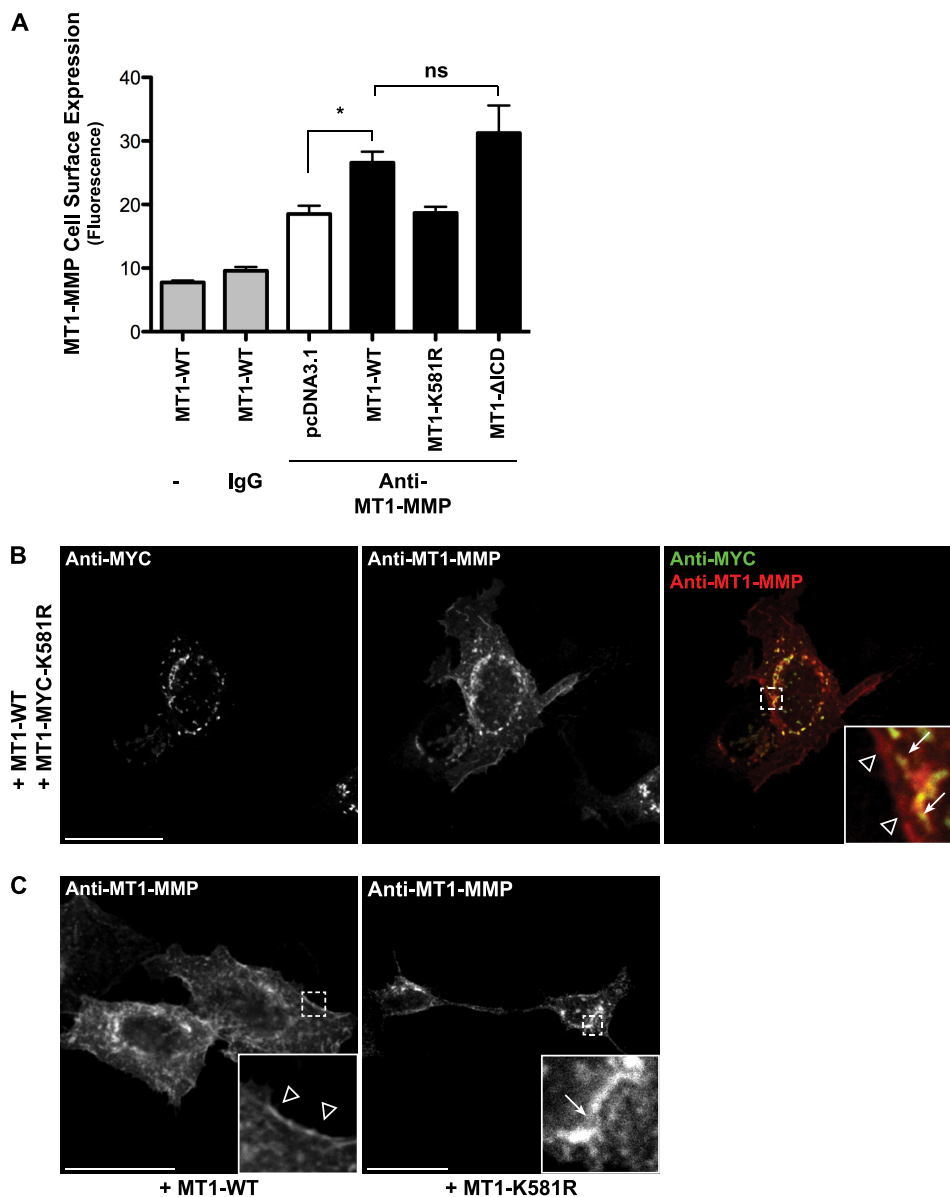 A
ns
*
MT1-MMP Cell Surface Expression
(Fluorescence)
40
30
20
10
0
MT1-WT
MT1-WT
pcDNA3.1
MT1-WT
MT1-K581R
MT1-ΔICD
-
IgG
Anti-
MT1-MMP
B
+ MT1-WT
+ MT1-MYC-K581R
Anti-MYC
Anti-MT1-MMP
Anti-MYC
Anti-MT1-MMP
C
Anti-MT1-MMP
Anti-MT1-MMP
+ MT1-WT
+ MT1-K581R